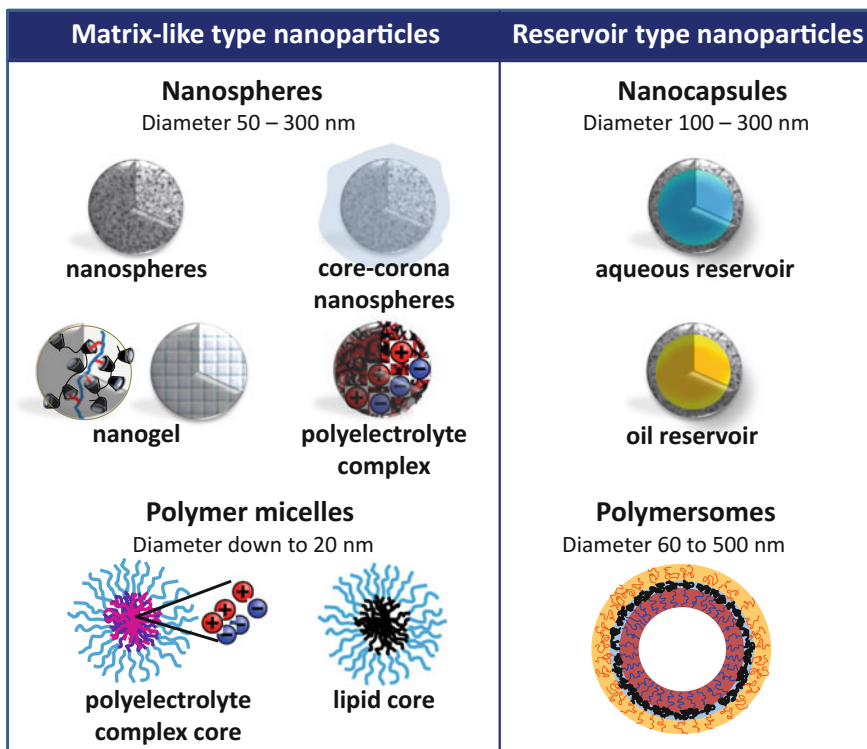 Matrix-like type nanoparticles
Reservoir type nanoparticles
Nanospheres
Diameter 50 – 300 nm
nanospheres
core-corona
nanospheres
nanogel
polyelectrolyte
complex
+
+
−
+
−
+
−
Polymer micelles
Diameter down to 20 nm
+
+
−
+
−
+
−
−
polyelectrolyte
complex core
lipid core
Nanocapsules
Diameter 100 – 300 nm
aqueous reservoir
oil reservoir
Polymersomes
Diameter 60 to 500 nm